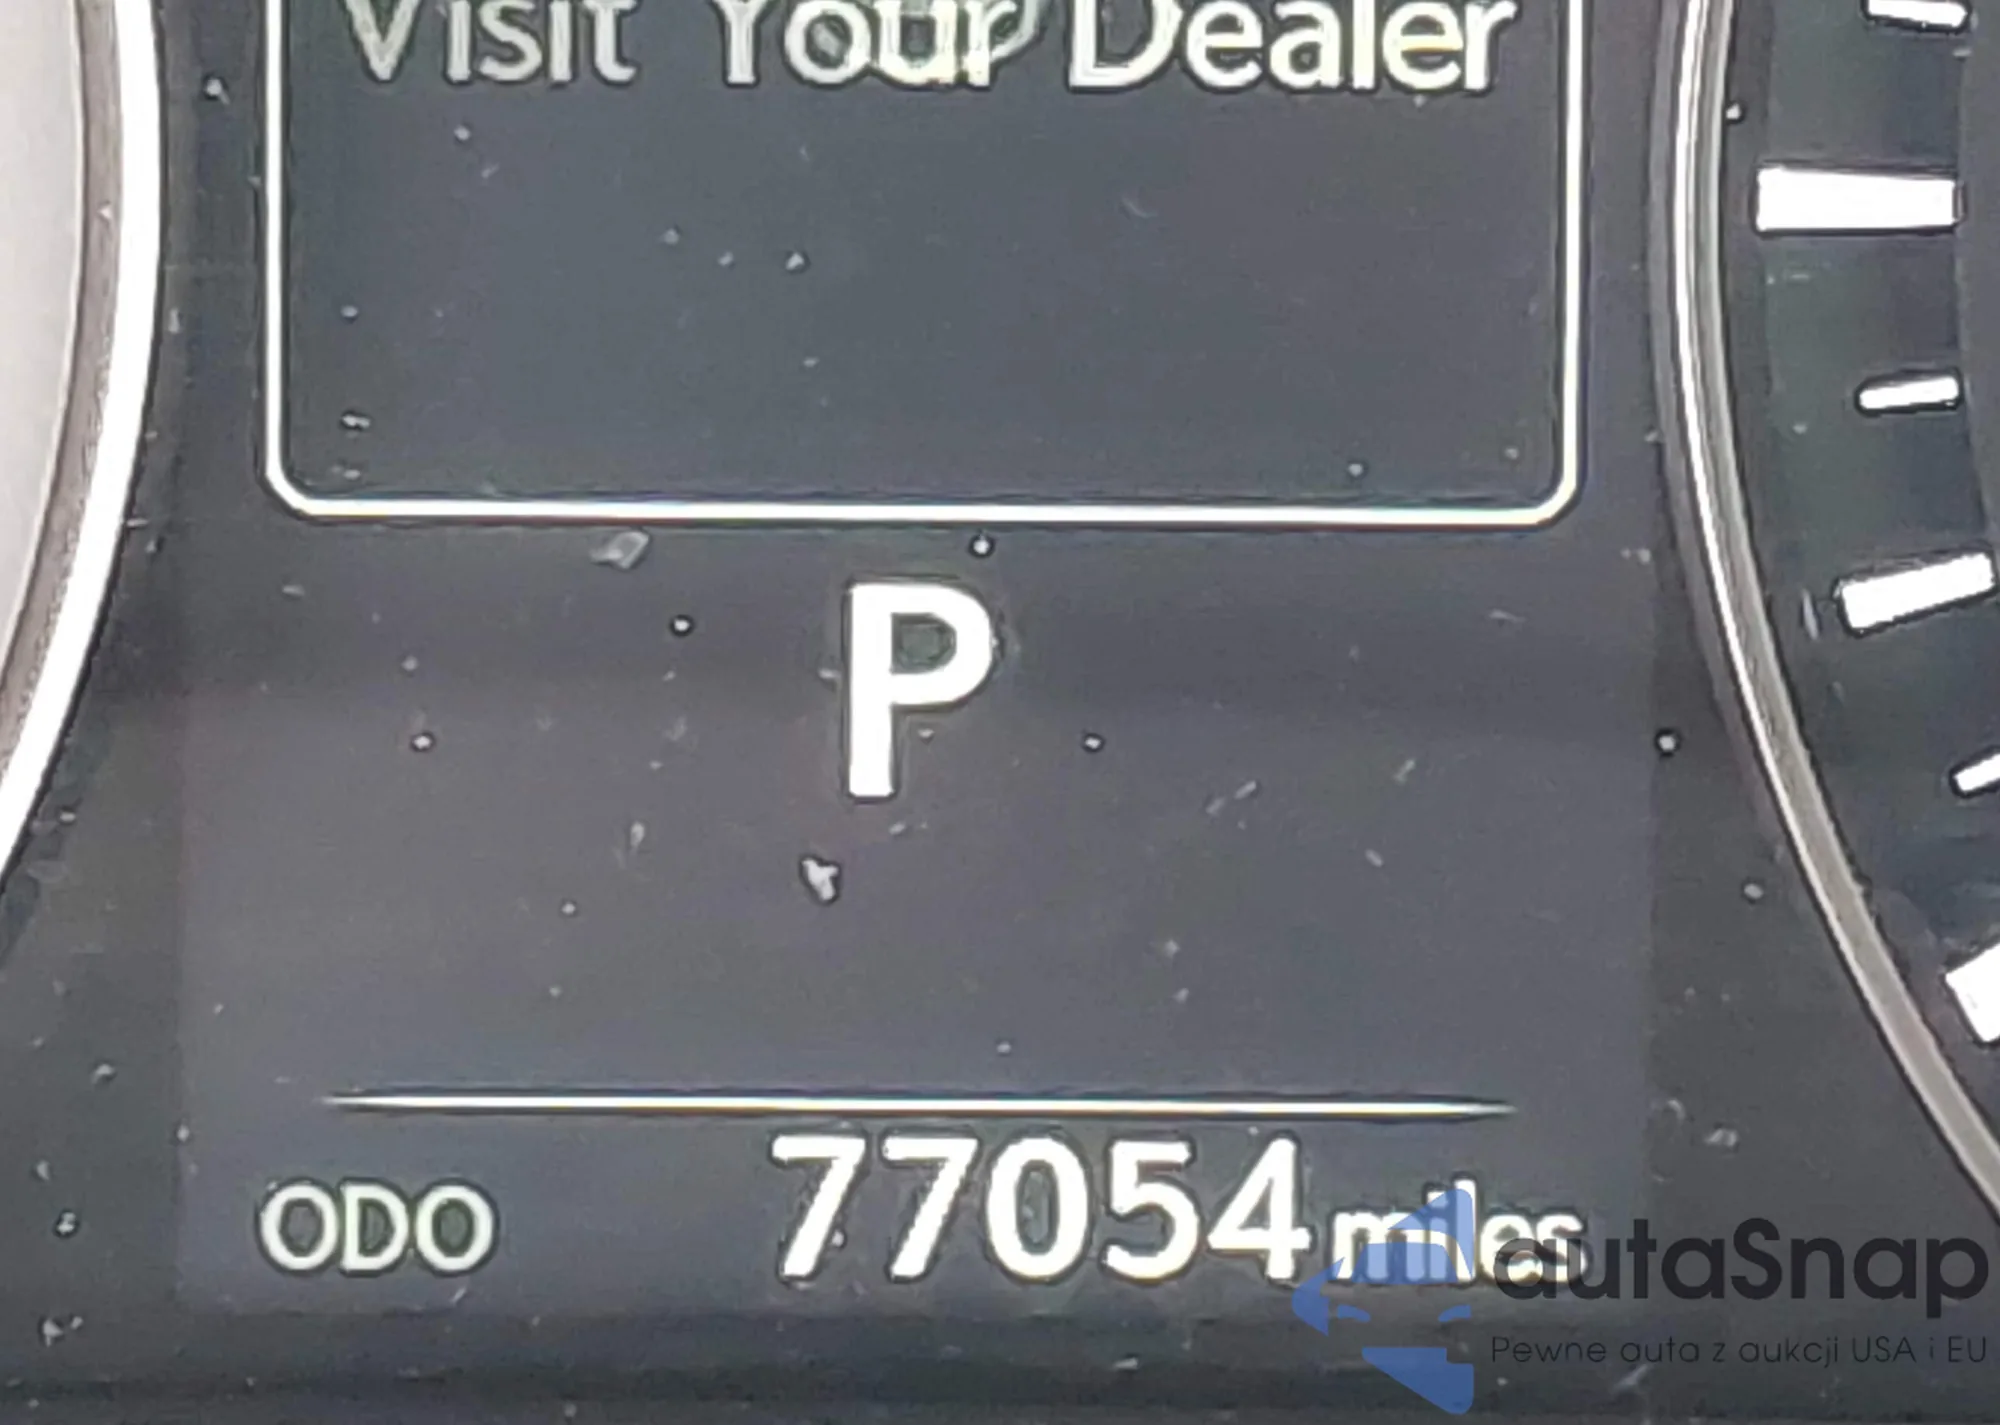 Visit Your Dealer
P
ODO 77054 miles
autaSnap
Pewne auta z aukcji USA i EU